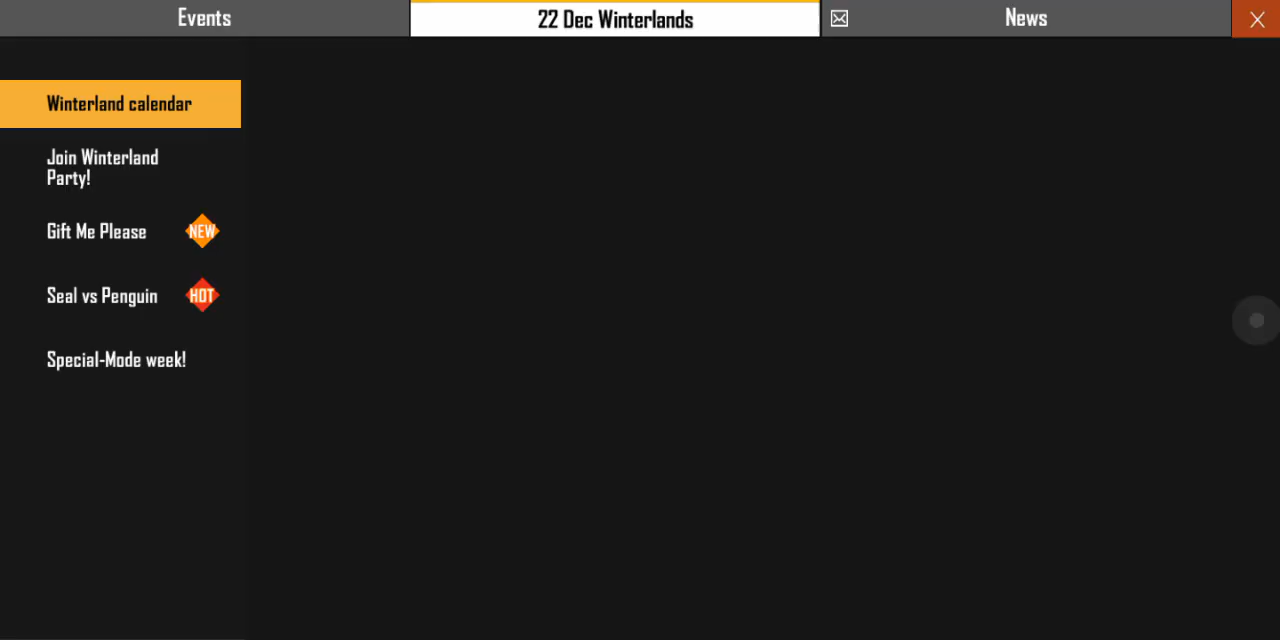 Events
22 Dec Winterlands
News
Winterland calendar
Join Winterland
Party!
Gift Me Please
NEW
Seal vs Penguin
HOT
Special-Mode week!